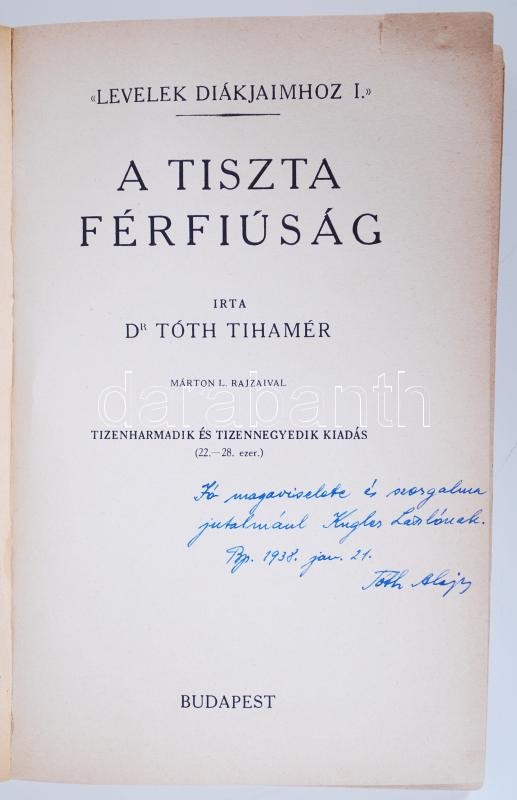 «LEVELEK DIÁKJAIMHOZ I.»
A TISZTA
FÉRFIÚSÁG
IRTA
DR TÓTH TIHAMÉR
MÁRTON L. RAJZAIVAL
darabanth
TIZENHARMADIK ÉS TIZENNEGYEDIK KIADÁS
(22.—28. ezer.)
Jó magaviselete és szorgalma
jutalmául Kugler Lászlónak.
Bp. 1938. jan. 21.
Tóth Alajos
BUDAPEST